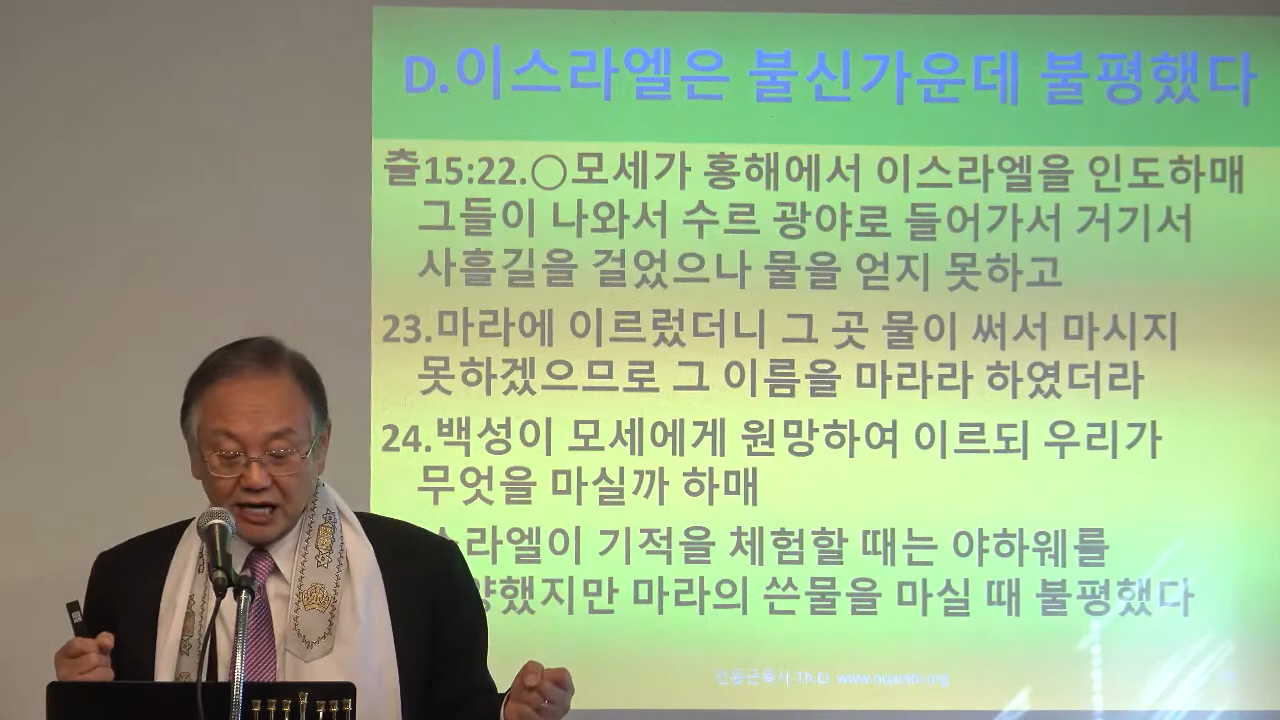 D.이스라엘은 불신가운데 불평했다
출15:22.○모세가 홍해에서 이스라엘을 인도하매
그들이 나와서 수르 광야로 들어가서 거기서
사흘길을 걸었으나 물을 얻지 못하고
23.마라에 이르렀더니 그 곳 물이 써서 마시지
못하겠으므로 그 이름을 마라라 하였더라
24.백성이 모세에게 원망하여 이르되 우리가
무엇을 마실까 하매
기적을 체험할 때는 야하웨를
마라의 쓴물을 마실 때 불평했다
Th.D.